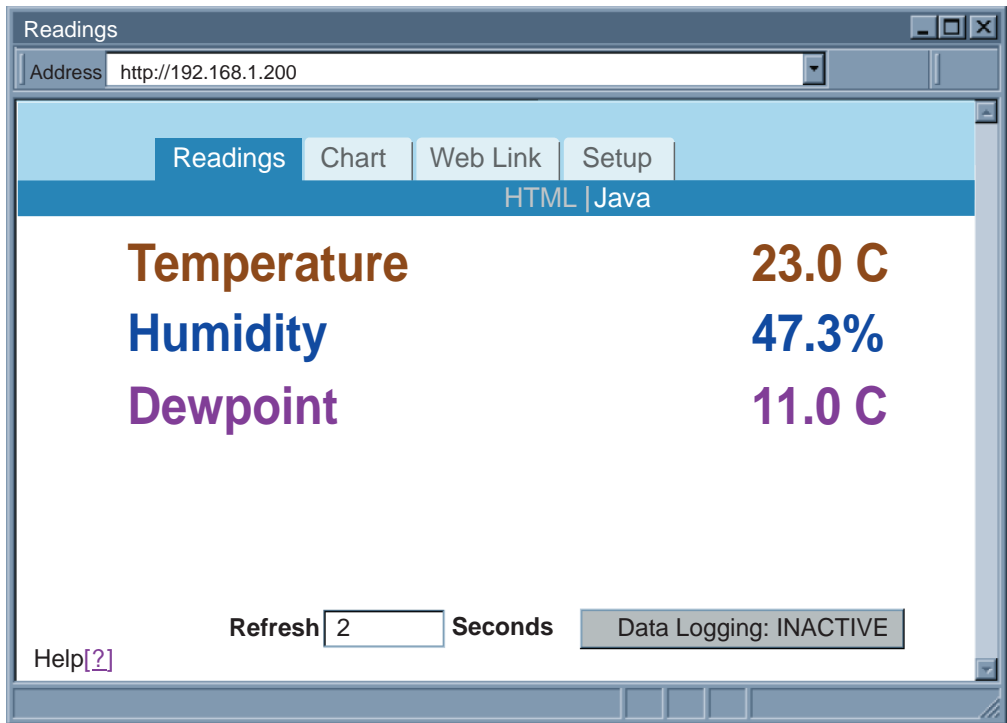 Readings
Address http://192.168.1.200
Readings Chart Web Link Setup
HTML | Java
Temperature 23.0 C
Humidity 47.3%
Dewpoint 11.0 C
Refresh 2 Seconds Data Logging: INACTIVE
Help[?]